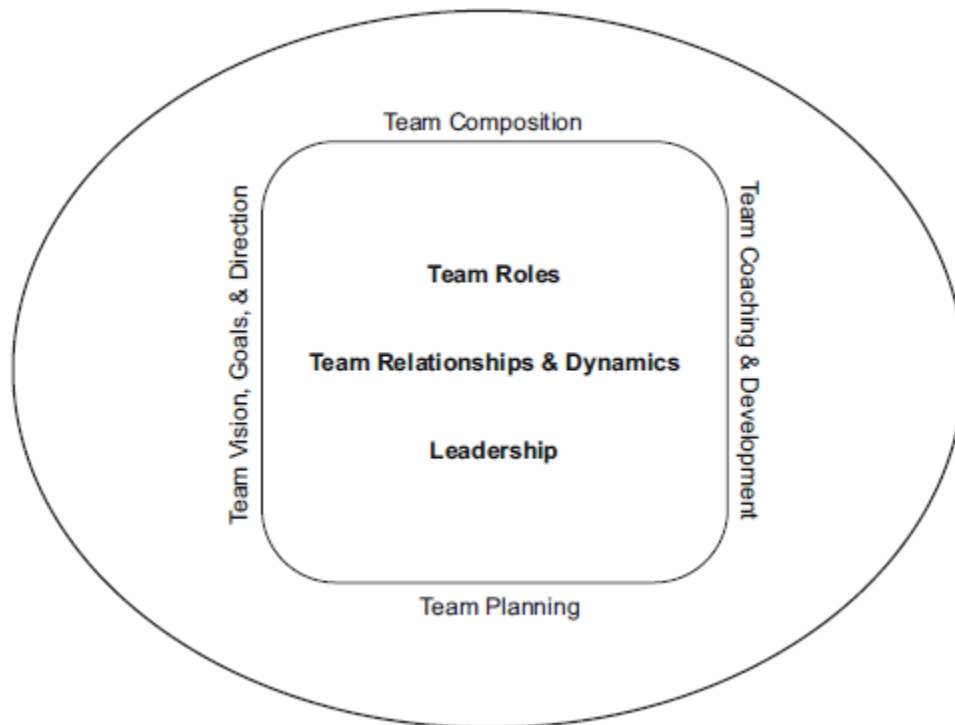 Team Composition
Team Vision, Goals, & Direction
Team Roles
Team Relationships & Dynamics
Leadership
Team Coaching & Development
Team Planning